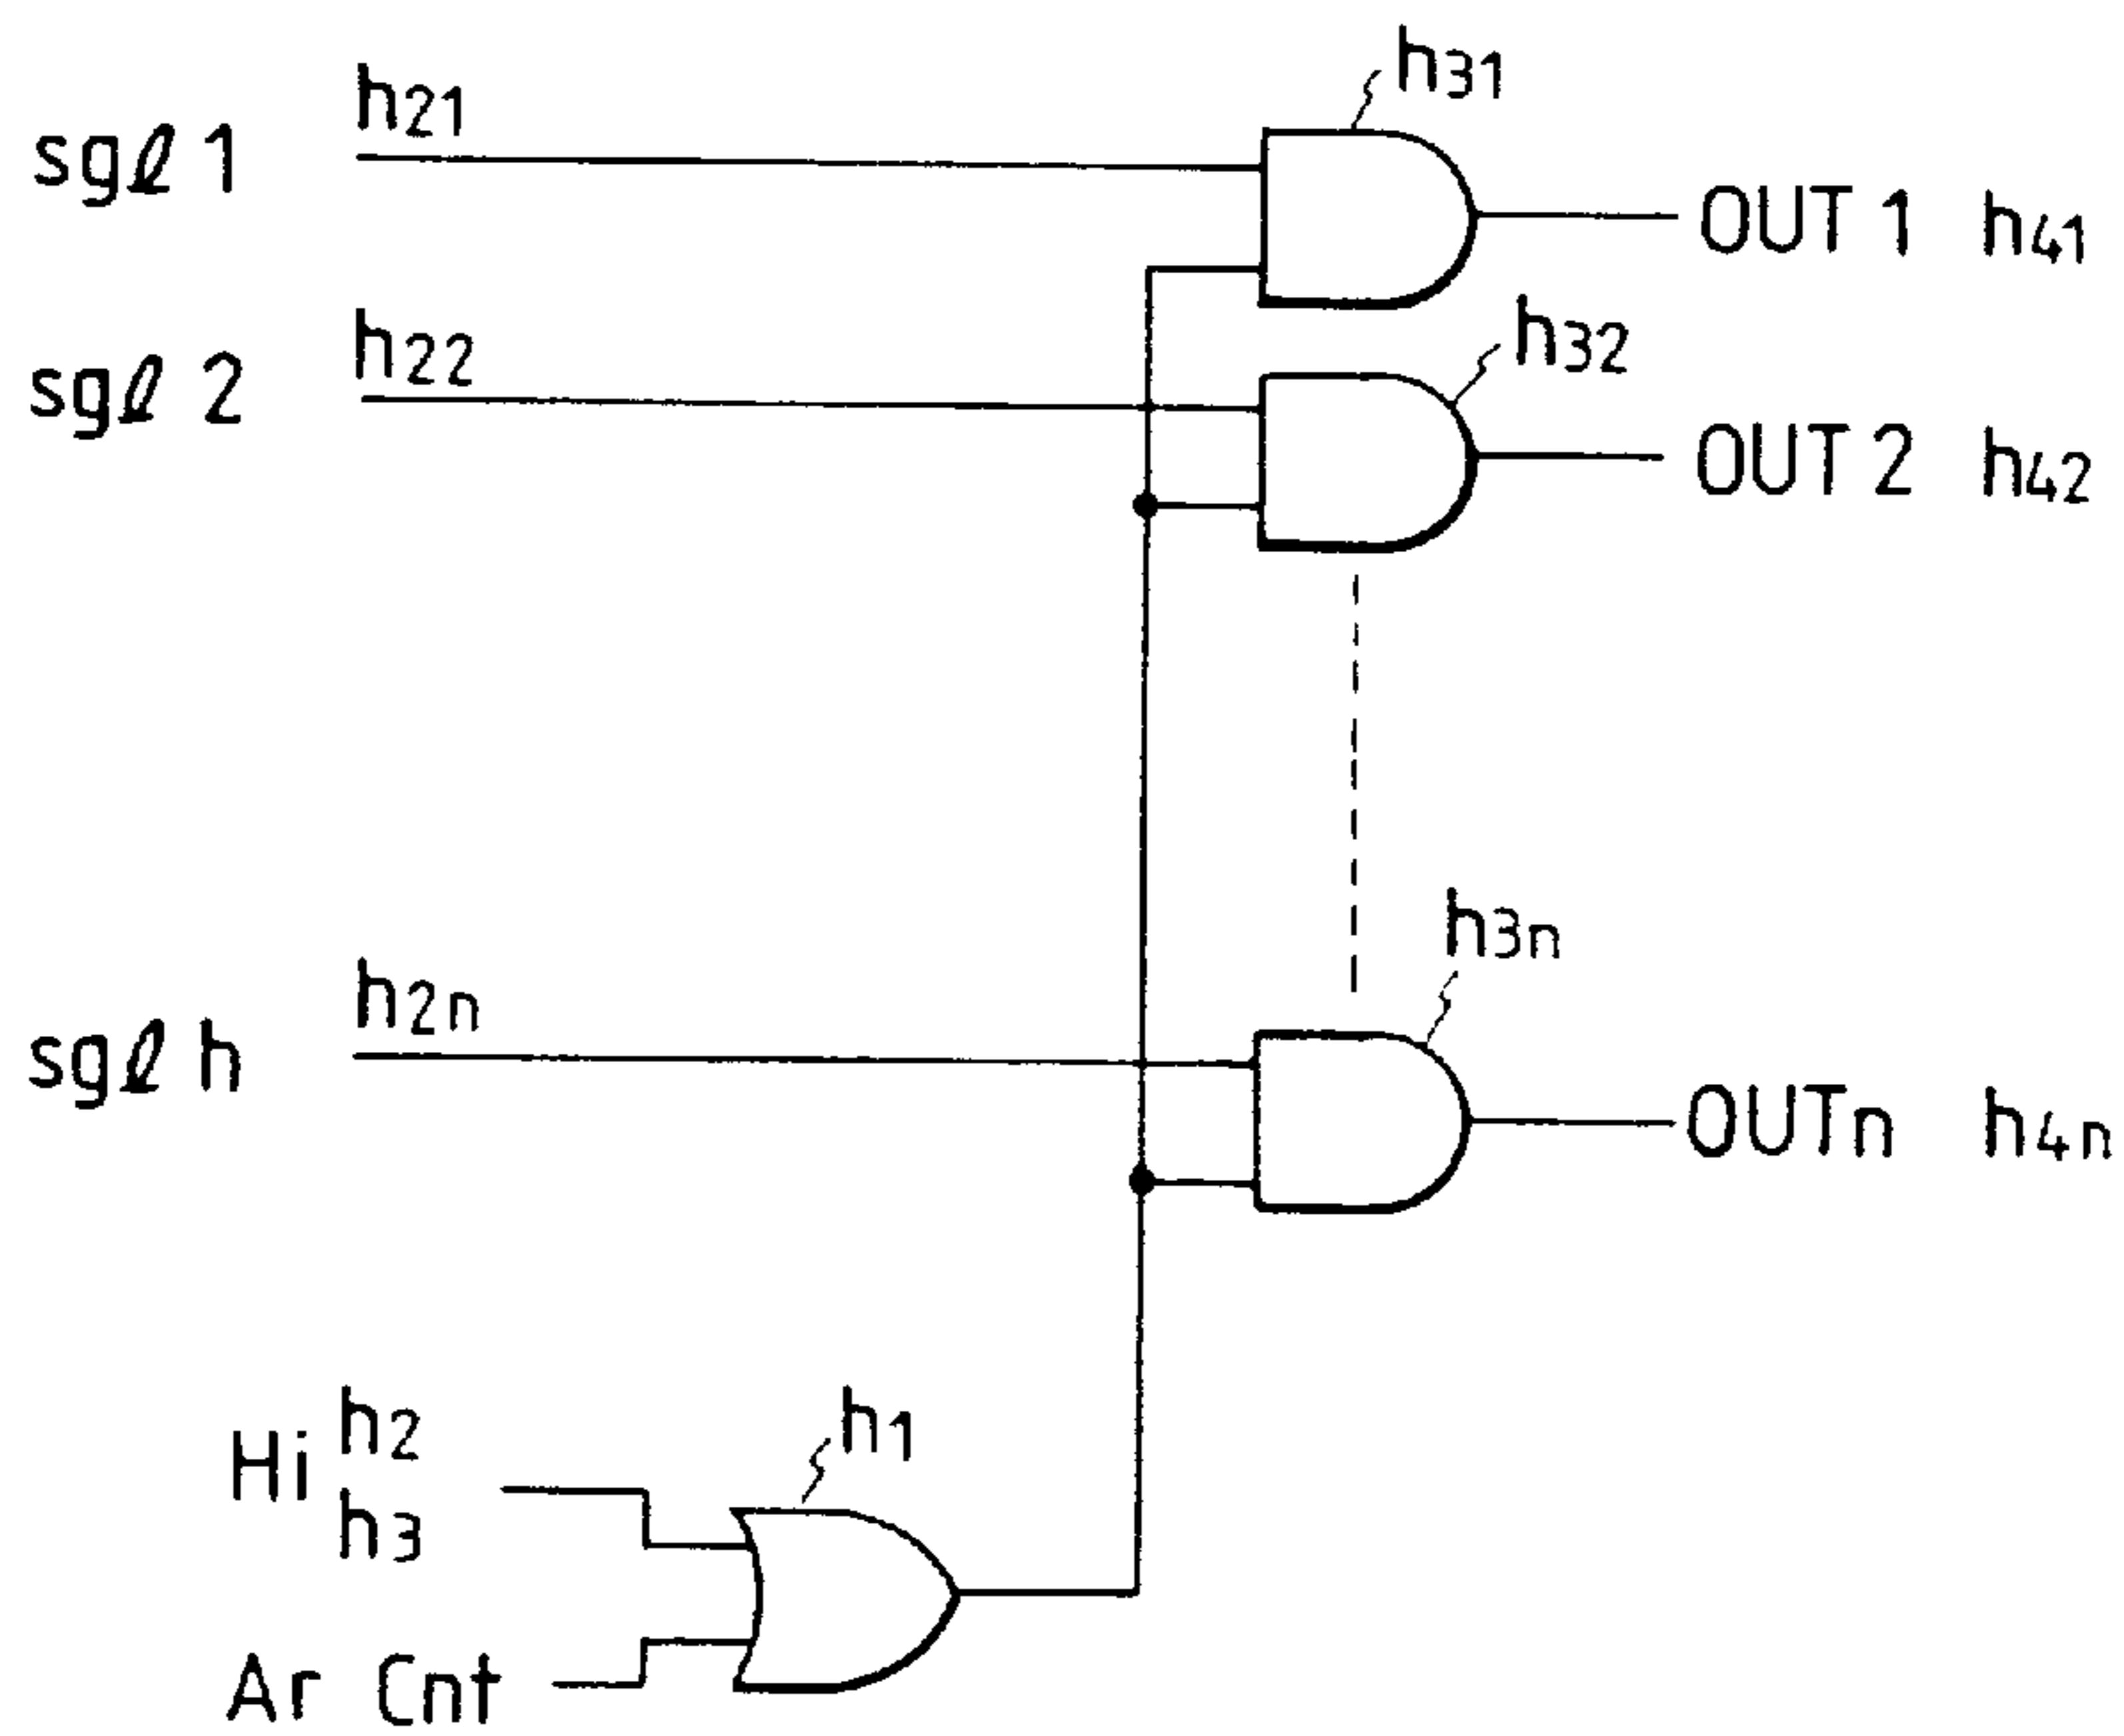 h31
h21
sgℓ 1
OUT 1 h41
h32
h22
sgℓ 2
OUT 2 h42
h3n
h2n
sgℓ h
OUTn h4n
h1
Hi h2
h3
Ar Cnt